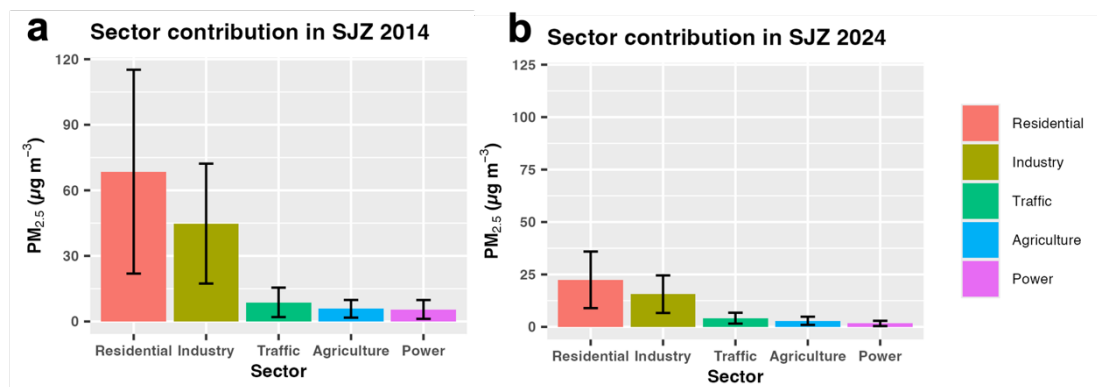 a Sector contribution in SJZ 2014
120
90
60
30
0
PM2.5 (µg m−3)
Residential Industry Traffic Agriculture Power
Sector
b Sector contribution in SJZ 2024
125
100
75
50
25
0
PM2.5 (µg m−3)
Residential Industry Traffic Agriculture Power
Sector
Residential
Industry
Traffic
Agriculture
Power